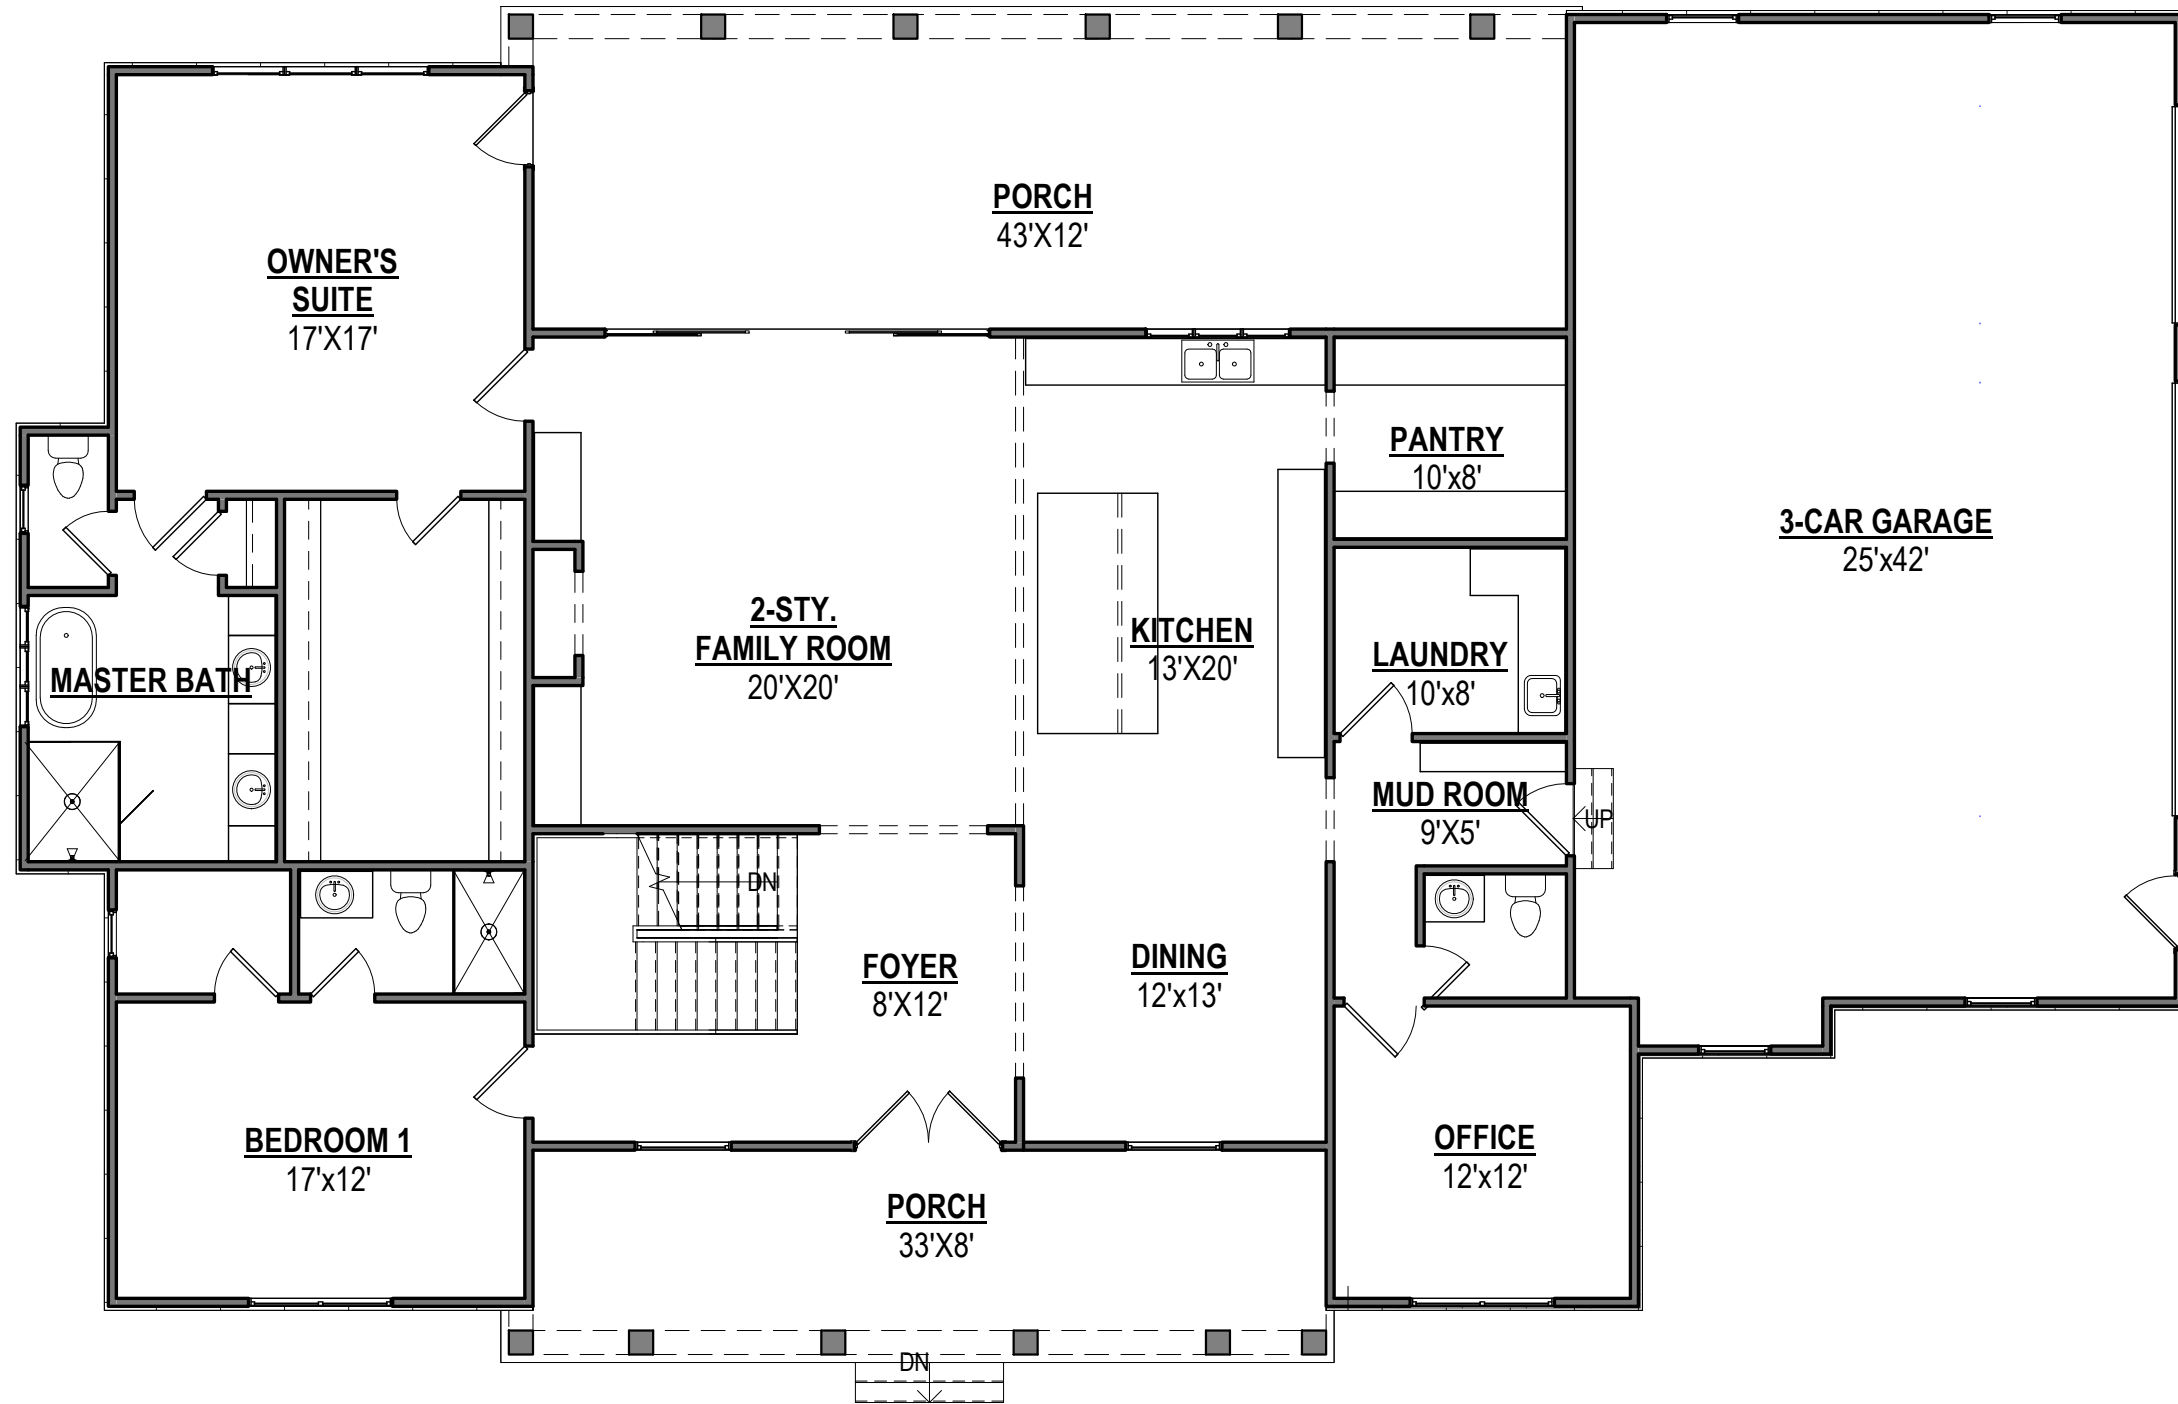 PORCH
43'X12'
OWNER'S
SUITE
17'X17'
PANTRY
10'x8'
3-CAR GARAGE
25'x42'
2-STY.
FAMILY ROOM
20'X20'
KITCHEN
13'X20'
LAUNDRY
10'x8'
MASTER BATH
MUD ROOM
9'X5'
UP
DN
FOYER
8'X12'
DINING
12'x13'
BEDROOM 1
17'x12'
OFFICE
12'x12'
PORCH
33'X8'
DN